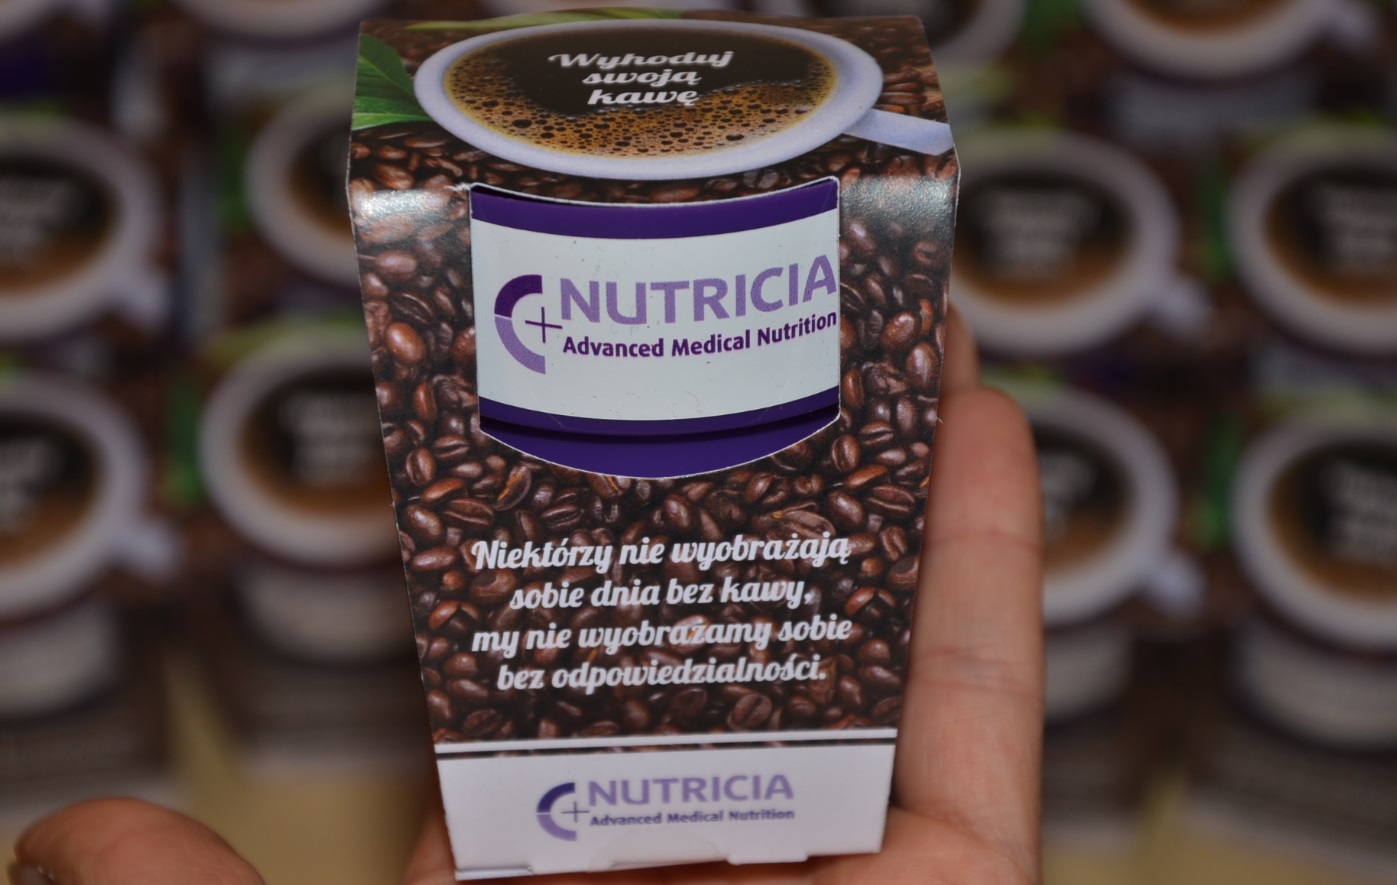 Wyhoduj
swoją
kawę
NUTRICIA
Advanced Medical Nutrition
Niektórzy nie wyobrażają
sobie dnia bez kawy,
my nie wyobrażamy sobie
bez odpowiedzialności.
NUTRICIA
Advanced Medical Nutrition